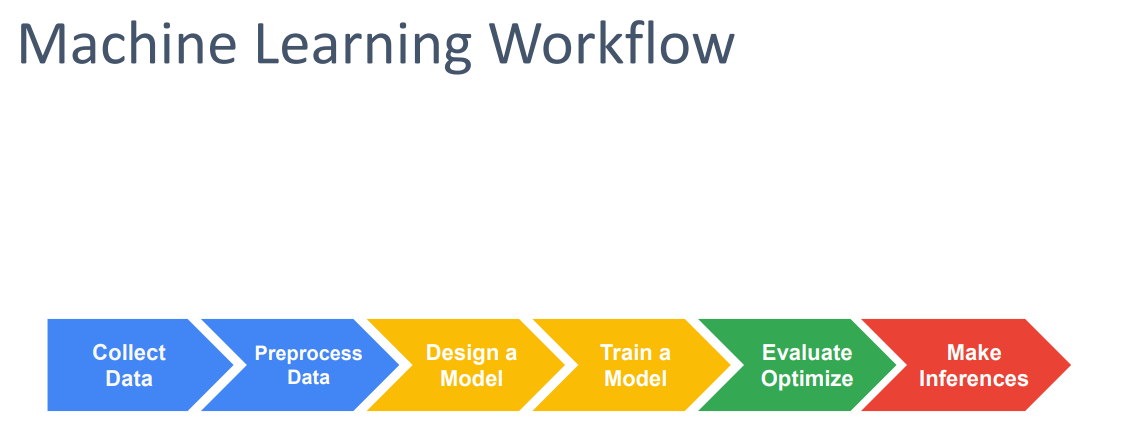 Machine Learning Workflow
Collect
Data
Preprocess
Data
Design a
Model
Train a
Model
Evaluate
Optimize
Make
Inferences